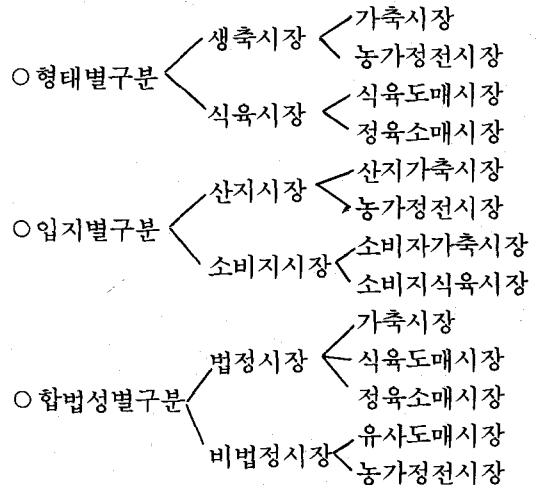 가축시장
생축시장
농가정전시장
○ 형태별구분
식육도매시장
식육시장
정육소매시장
산지가축시장
산지시장
농가정전시장
○ 입지별구분
소비자가축시장
소비지시장
소비지식육시장
가축시장
법정시장
식육도매시장
○ 합법성별구분
정육소매시장
유사도매시장
비법정시장
농가정전시장